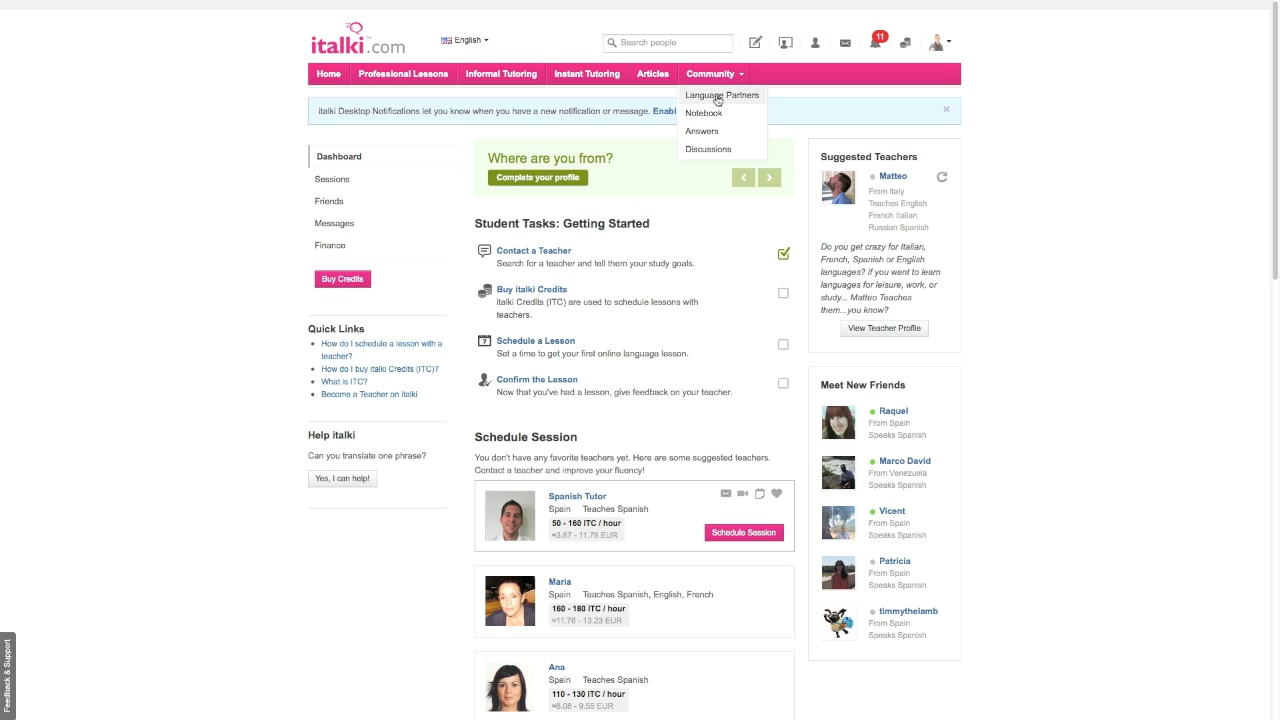 italki.com
English
Search people
11
Home
Professional Lessons
Informal Tutoring
Instant Tutoring
Articles
Community
Language Partners
Notebook
Answers
Discussions
italki Desktop Notifications let you know when you have a new notification or message. Enabl
×
Dashboard
Sessions
Friends
Messages
Finance
Buy Credits
Quick Links
How do I schedule a lesson with a
teacher?
How do I buy italki Credits (ITC)?
What is ITC?
Become a Teacher on italki
Help italki
Can you translate one phrase?
Yes, I can help!
Where are you from?
Complete your profile
Student Tasks: Getting Started
Contact a Teacher
Search for a teacher and tell them your study goals.
Buy italki Credits
italki Credits (ITC) are used to schedule lessons with
teachers.
7
Schedule a Lesson
Set a time to get your first online language lesson.
Confirm the Lesson
Now that you've had a lesson, give feedback on your teacher.
Schedule Session
You don't have any favorite teachers yet. Here are some suggested teachers.
Contact a teacher and improve your fluency!
Spanish Tutor
Spain Teaches Spanish
50 - 160 ITC / hour
≈3.67 - 11.76 EUR
Schedule Session
Maria
Spain Teaches Spanish, English, French
160 - 180 ITC / hour
≈11.76 - 13.23 EUR
Ana
Spain Teaches Spanish
110 - 130 ITC / hour
≈8.08 - 9.55 EUR
Suggested Teachers
Matteo
From Italy
Teaches English
French Italian
Russian Spanish
Do you get crazy for Italian,
French, Spanish or English
languages? if you want to learn
languages for leisure, work, or
study... Matteo Teaches
them...you know?
View Teacher Profile
Meet New Friends
Raquel
From Spain
Speaks Spanish
Marco David
From Venezuela
Speaks Spanish
Vicent
From Spain
Speaks Spanish
Patricia
From Spain
Speaks Spanish
timmythelamb
From Spain
Speaks Spanish
Feedback & Support